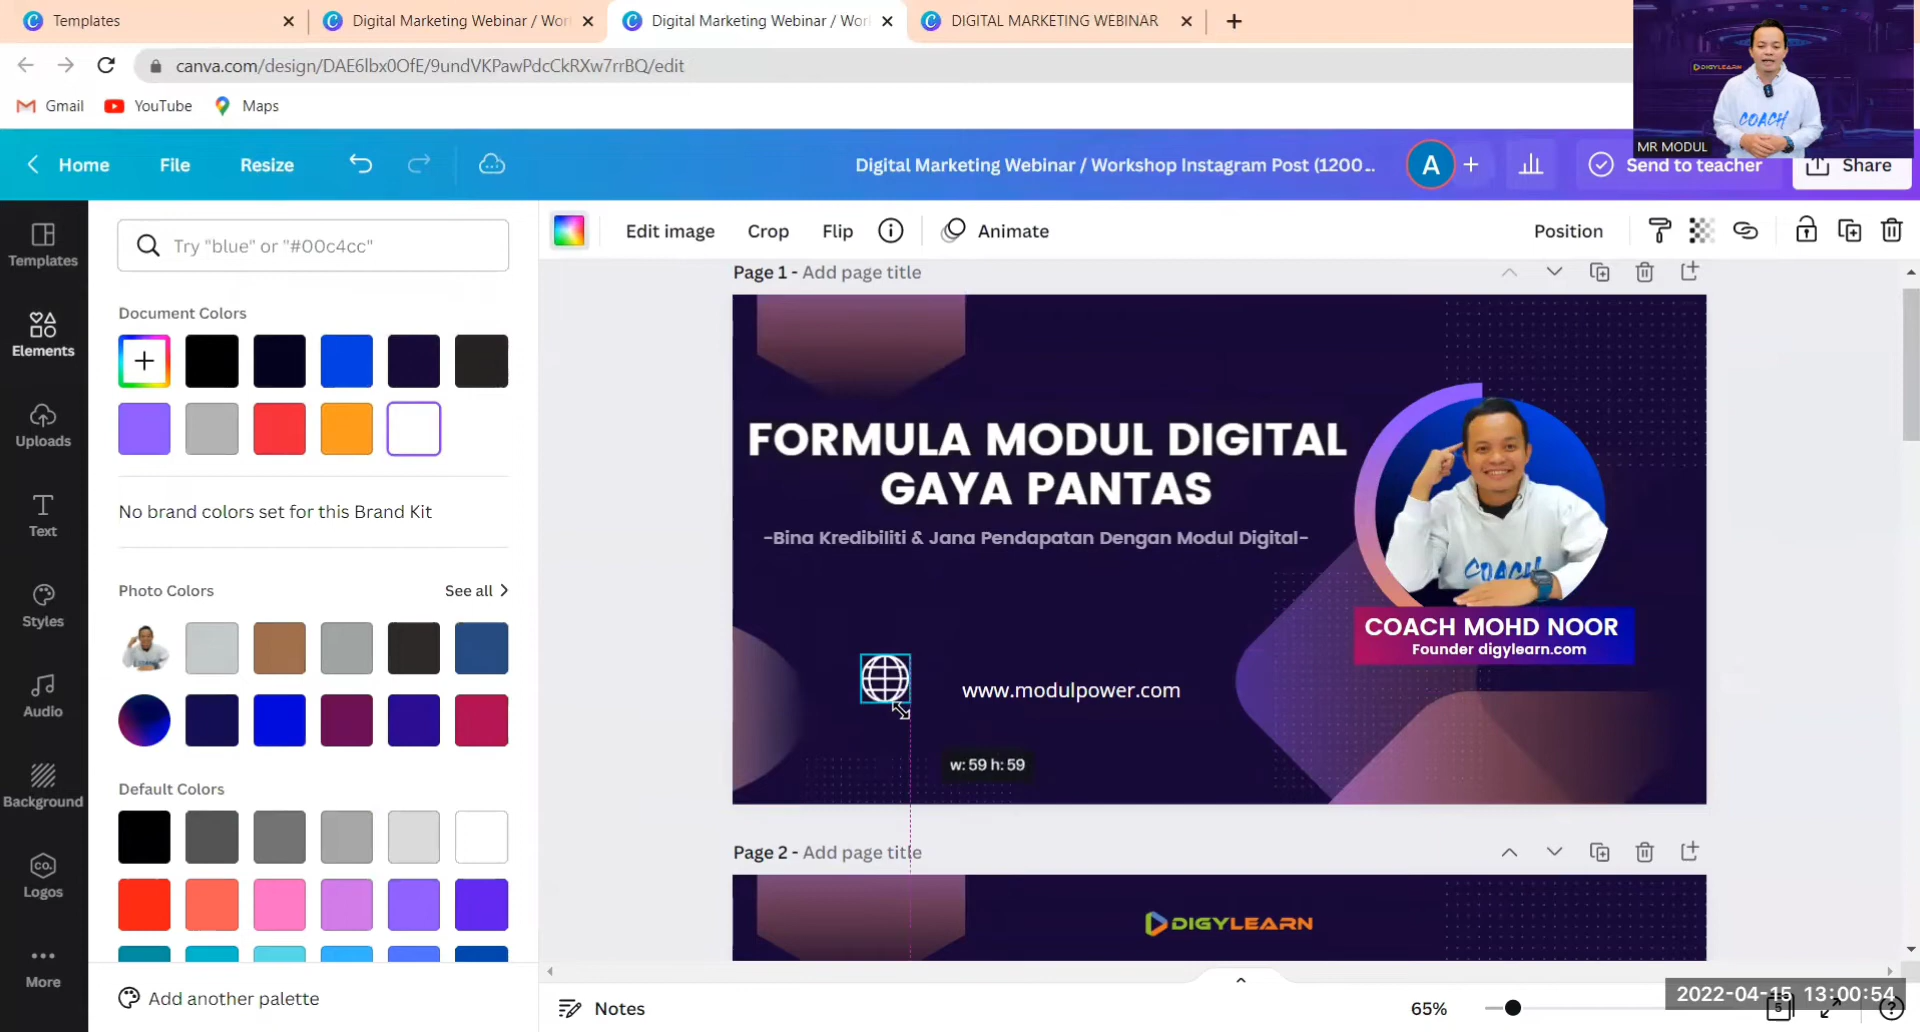 Templates
Digital Marketing Webinar / Wor
Digital Marketing Webinar / Wor
DIGITAL MARKETING WEBINAR
canva.com/design/DAE6lbx0OfE/9undVKPawPdcCkRXw7rrBQ/edit
Gmail
YouTube
Maps
COACH
MR MODUL
Home
File
Resize
Digital Marketing Webinar / Workshop Instagram Post (1200...
A
Send to teacher
Share
Templates
Elements
Uploads
Text
Styles
Audio
Background
CO.
Logos
More
Try "blue" or "#00c4cc"
Document Colors
No brand colors set for this Brand Kit
Photo Colors
See all
Default Colors
Add another palette
Edit image
Crop
Flip
Animate
Position
Page 1 - Add page title
FORMULA MODUL DIGITAL
GAYA PANTAS
-Bina Kredibiliti & Jana Pendapatan Dengan Modul Digital-
COACH
COACH MOHD NOOR
Founder digylearn.com
www.modulpower.com
w: 59 h: 59
Page 2 - Add page title
DIGYLEARN
Notes
65%
2022-04-15 13:00:54
5